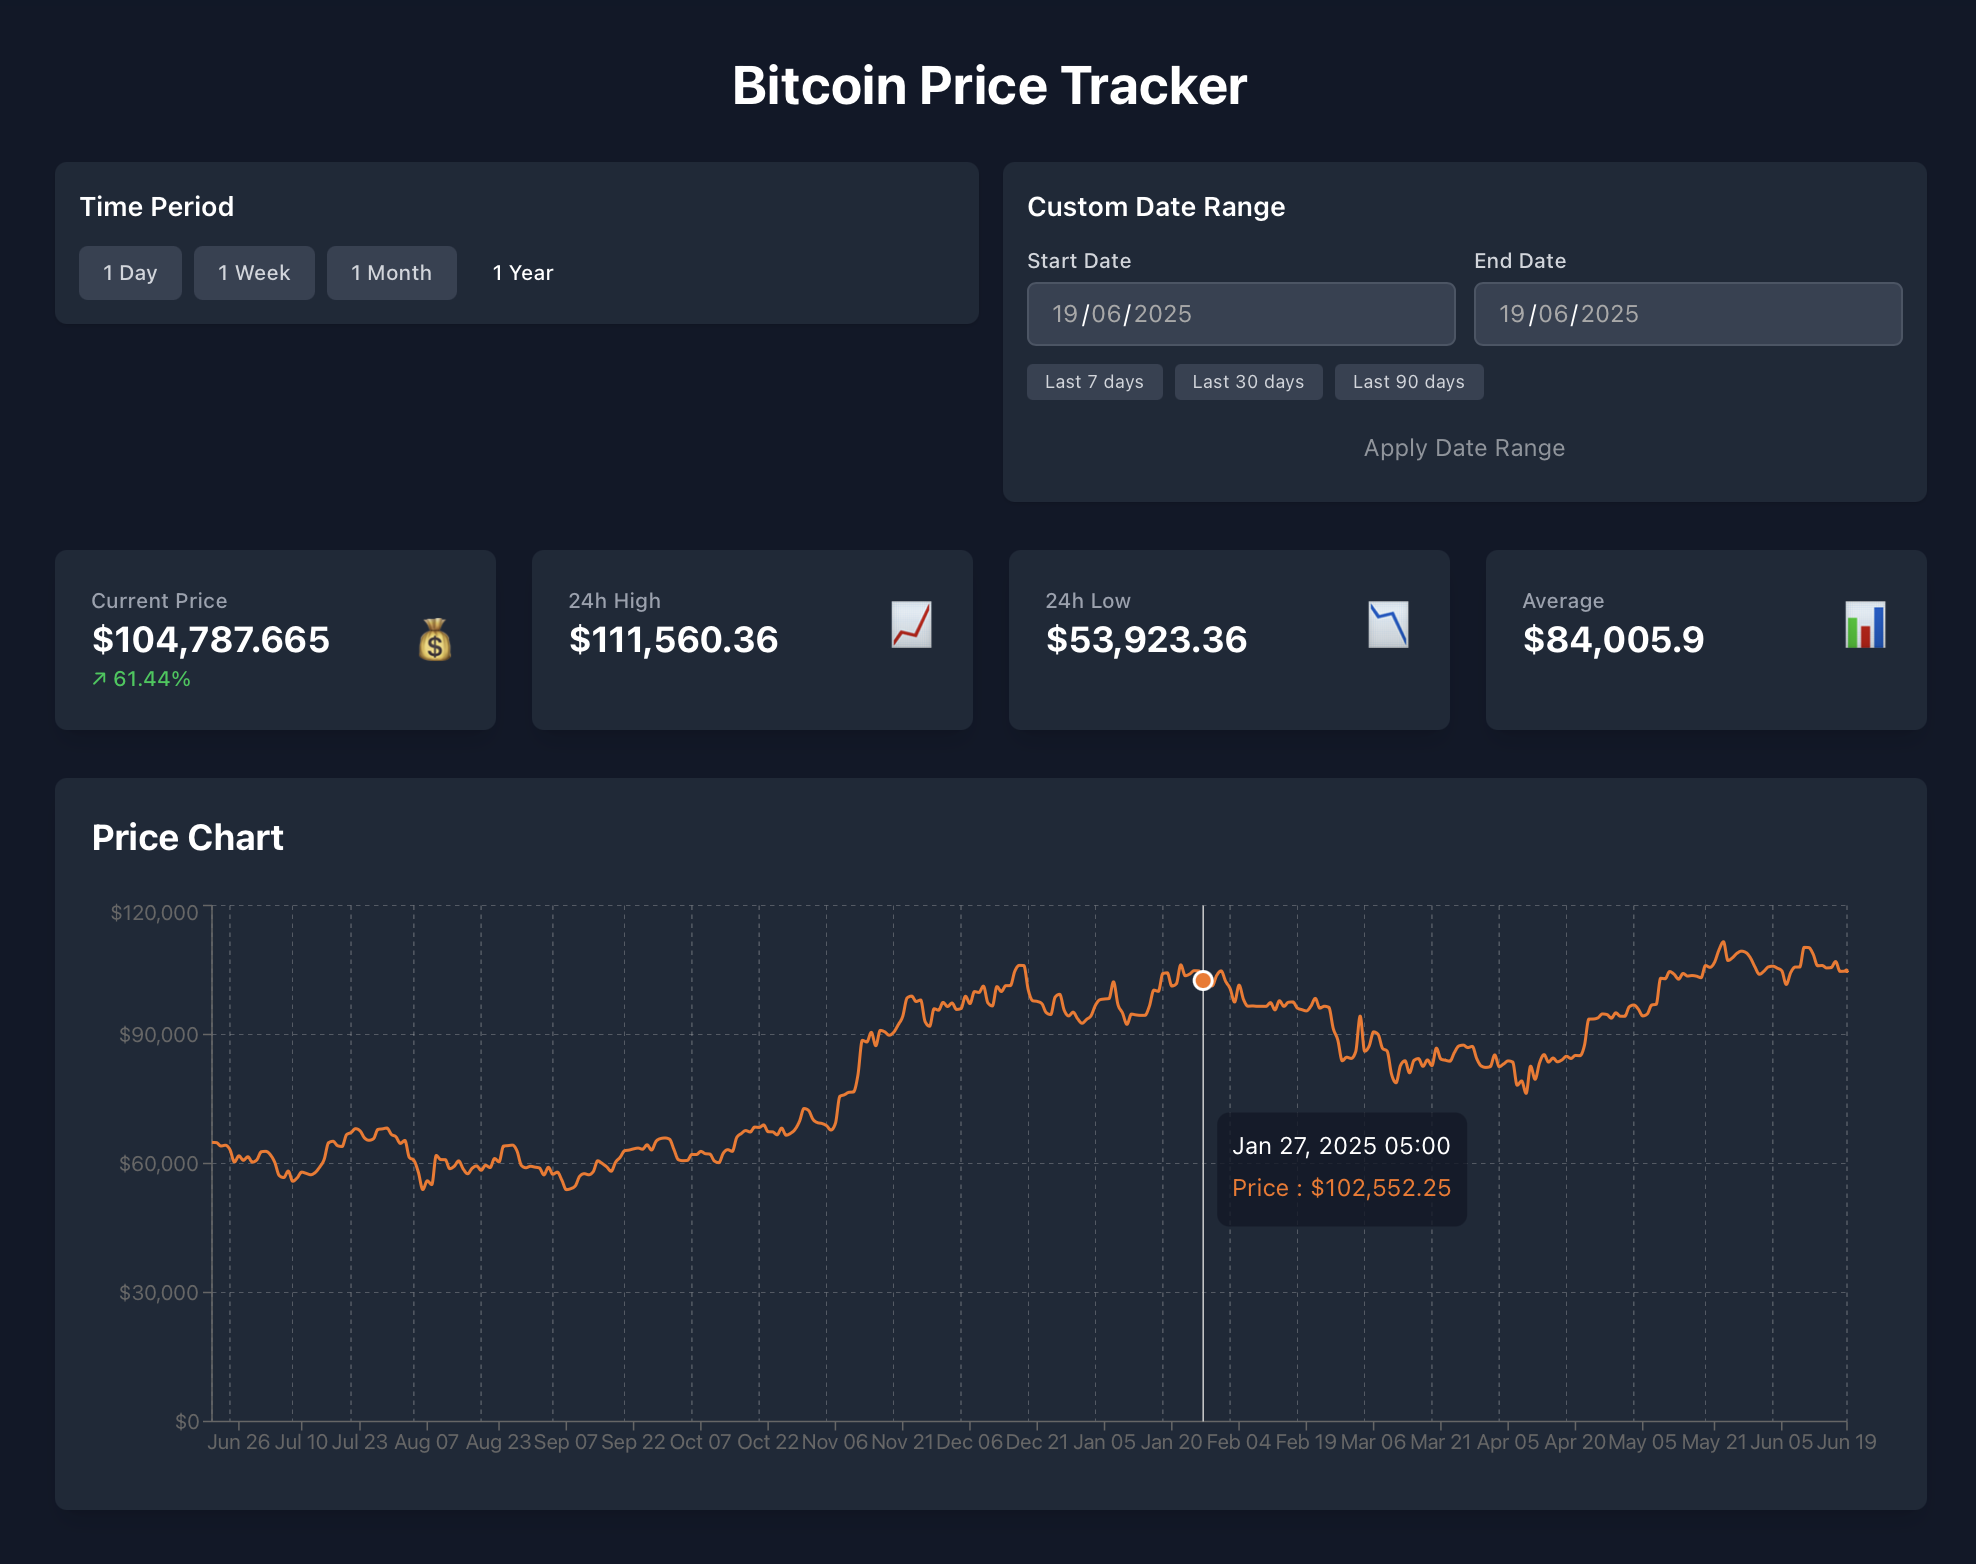 Bitcoin Price Tracker
Time Period
1 Day 1 Week 1 Month 1 Year
Custom Date Range
Start Date End Date
19/06/2025 19/06/2025
Last 7 days Last 30 days Last 90 days
Apply Date Range
Current Price
$104,787.665
↗ 61.44%
24h High
$111,560.36
24h Low
$53,923.36
Average
$84,005.9
Price Chart
$120,000
$90,000
$60,000
$30,000
$0
Jan 27, 2025 05:00
Price : $102,552.25
Jun 26 Jul 10 Jul 23 Aug 07 Aug 23 Sep 07 Sep 22 Oct 07 Oct 22 Nov 06 Nov 21 Dec 06 Dec 21 Jan 05 Jan 20 Feb 04 Feb 19 Mar 06 Mar 21 Apr 05 Apr 20 May 05 May 21 Jun 05 Jun 19